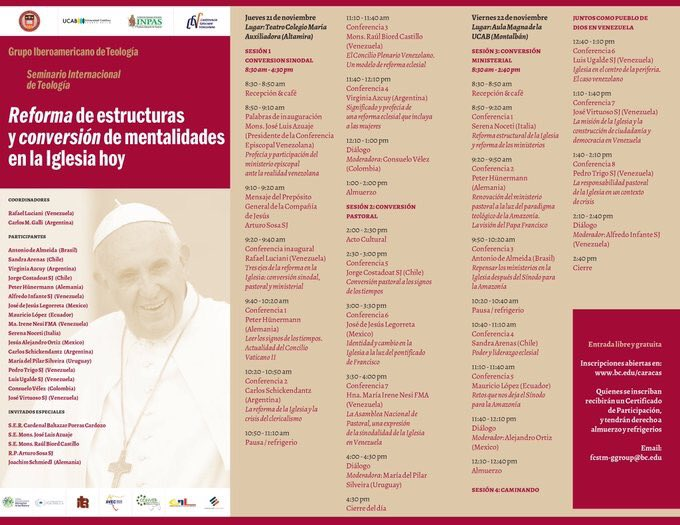 UCAB
INPAS
Grupo Iberoamericano de Teología
Seminario Internacional
de Teología
Reforma de estructuras
y conversión de mentalidades
en la Iglesia hoy
COORDINADORES
Rafael Luciani (Venezuela)
Carlos M. Galli (Argentina)
PARTICIPANTES
Antonio de Almeida (Brasil)
Sandra Arenas (Chile)
Virginia Azcuy (Argentina)
Jorge Costadoat SJ (Chile)
Peter Hünermann (Alemania)
Alfredo Infante SJ (Venezuela)
José de Jesús Legorreta (Mexico)
Mauricio López (Ecuador)
Ma. Irene Nesi FMA (Venezuela)
Serena Noceti (Italia)
Jesús Alejandro Ortiz (Mexico)
Carlos Schickendantz (Argentina)
María del Pilar Silveira (Uruguay)
Pedro Trigo SJ (Venezuela)
Luis Ugalde SJ (Venezuela)
Consuelo Vélez (Colombia)
José Virtuoso SJ (Venezuela)
INVITADOS ESPECIALES
S.E.R. Cardenal Baltazar Porras Cardozo
S.E. Mons. José Luis Azuaje
S.E. Mons. Raúl Biord Castillo
R.P. Arturo Sosa SJ
Joachim Schmiedl (Alemania)
Jueves 21 de noviembre
Lugar: Teatro Colegio María
Auxiliadora (Altamira)
SESIÓN 1
CONVERSION SINODAL
8:30 am - 4:30 pm
8:30 - 8:50 am
Recepción & café
8:50 - 9:10 am
Palabras de inauguración
Mons. José Luis Azuaje
(Presidente de la Conferencia
Episcopal Venezolana)
Profecía y participación del
ministerio episcopal
ante la realidad venezolana
9:10 - 9:20 am
Mensaje del Prepósito
General de la Compañía
de Jesús
Arturo Sosa SJ
9:20 - 9:40 am
Conferencia inaugural
Rafael Luciani (Venezuela)
Tres ejes de la reforma en la
Iglesia: conversión sinodal,
pastoral y ministerial
9:40 - 10:20 am
Conferencia 1
Peter Hünermann
(Alemania)
Leer los signos de los tiempos.
Actualidad del Concilio
Vaticano II
10:20 - 10:50 am
Conferencia 2
Carlos Schickendantz
(Argentina)
La reforma de la Iglesia y la
crisis del clericalismo
10:50 - 11:10 am
Pausa / refrigerio
11:10 - 11:40 am
Conferencia 3
Mons. Raúl Biord Castillo
(Venezuela)
El Concilio Plenario Venezolano.
Un modelo de reforma eclesial
11:40 - 12:10 pm
Conferencia 4
Virginia Azcuy (Argentina)
Significado y profecía de
una reforma eclesial que incluya
a las mujeres
12:10 - 1:00 pm
Diálogo
Moderadora: Consuelo Vélez
(Colombia)
1:00 - 2:00 pm
Almuerzo
SESIÓN 2: CONVERSIÓN
PASTORAL
2:00 - 2:30 pm
Acto Cultural
2:30 - 3:00 pm
Conferencia 5
Jorge Costadoat SJ (Chile)
Conversión pastoral a los signos
de los tiempos
3:00 - 3:30 pm
Conferencia 6
José de Jesús Legorreta
(Mexico)
Identidad y cambio en la
Iglesia a la luz del pontificado
de Francisco
3:30 - 4:00 pm
Conferencia 7
Hna. María Irene Nesi FMA
(Venezuela)
La Asamblea Nacional de
Pastoral, una expresión
de la sinodalidad de la Iglesia
en Venezuela
4:00 - 4:30 pm
Diálogo
Moderadora: María del Pilar
Silveira (Uruguay)
4:30 pm
Cierre del día
Viernes 22 de noviembre
Lugar: Aula Magna de la
UCAB (Montalbán)
SESIÓN 3: CONVERSIÓN
MINISTERIAL
8:30 am - 2:40 pm
8:30 - 8:50 am
Recepción & café
8:50 - 9:20 am
Conferencia 1
Serena Noceti (Italia)
Reforma estructural de la Iglesia
y reforma de los ministerios
9:20 - 9:50 am
Conferencia 2
Peter Hünermann
(Alemania)
Renovación del ministerio
pastoral a la luz del paradigma
teológico de la Amazonía.
La visión del Papa Francisco
9:50 - 10:20 am
Conferencia 3
Antonio de Almeida (Brasil)
Repensar los ministerios en la
Iglesia después del Sínodo para
la Amazonía
10:20 - 10:40 am
Pausa / refrigerio
10:40 - 11:10 am
Conferencia 4
Sandra Arenas (Chile)
Poder y liderazgo eclesial
11:10 - 11:40 am
Conferencia 5
Mauricio López (Ecuador)
Retos que nos deja el Sínodo
para la Amazonía
11:40 - 12:10 pm
Diálogo
Moderador: Alejandro Ortiz
(Mexico)
12:10 - 12:40 pm
Almuerzo
SESIÓN 4: CAMINANDO
JUNTOS COMO PUEBLO DE
DIOS EN VENEZUELA
12:40 - 1:10 pm
Conferencia 6
Luis Ugalde SJ (Venezuela)
Iglesia en el centro de la periferia.
El caso venezolano
1:10 - 1:40 pm
Conferencia 7
José Virtuoso SJ (Venezuela)
La misión de la Iglesia y la
construcción de ciudadanía y
democracia en Venezuela
1:40 - 2:10 pm
Conferencia 8
Pedro Trigo SJ (Venezuela)
La responsabilidad pastoral
de la Iglesia en un contexto
de crisis
2:10 - 2:40 pm
Diálogo
Moderador: Alfredo Infante SJ
(Venezuela)
2:40 pm
Cierre
Entrada libre y gratuita
Inscripciones abiertas en:
www.bc.edu/caracas
Quienes se inscriban
recibirán un Certificado
de Participación,
y tendrán derecho a
almuerzo y refrigerios
Email:
fcstm-ggroup@bc.edu